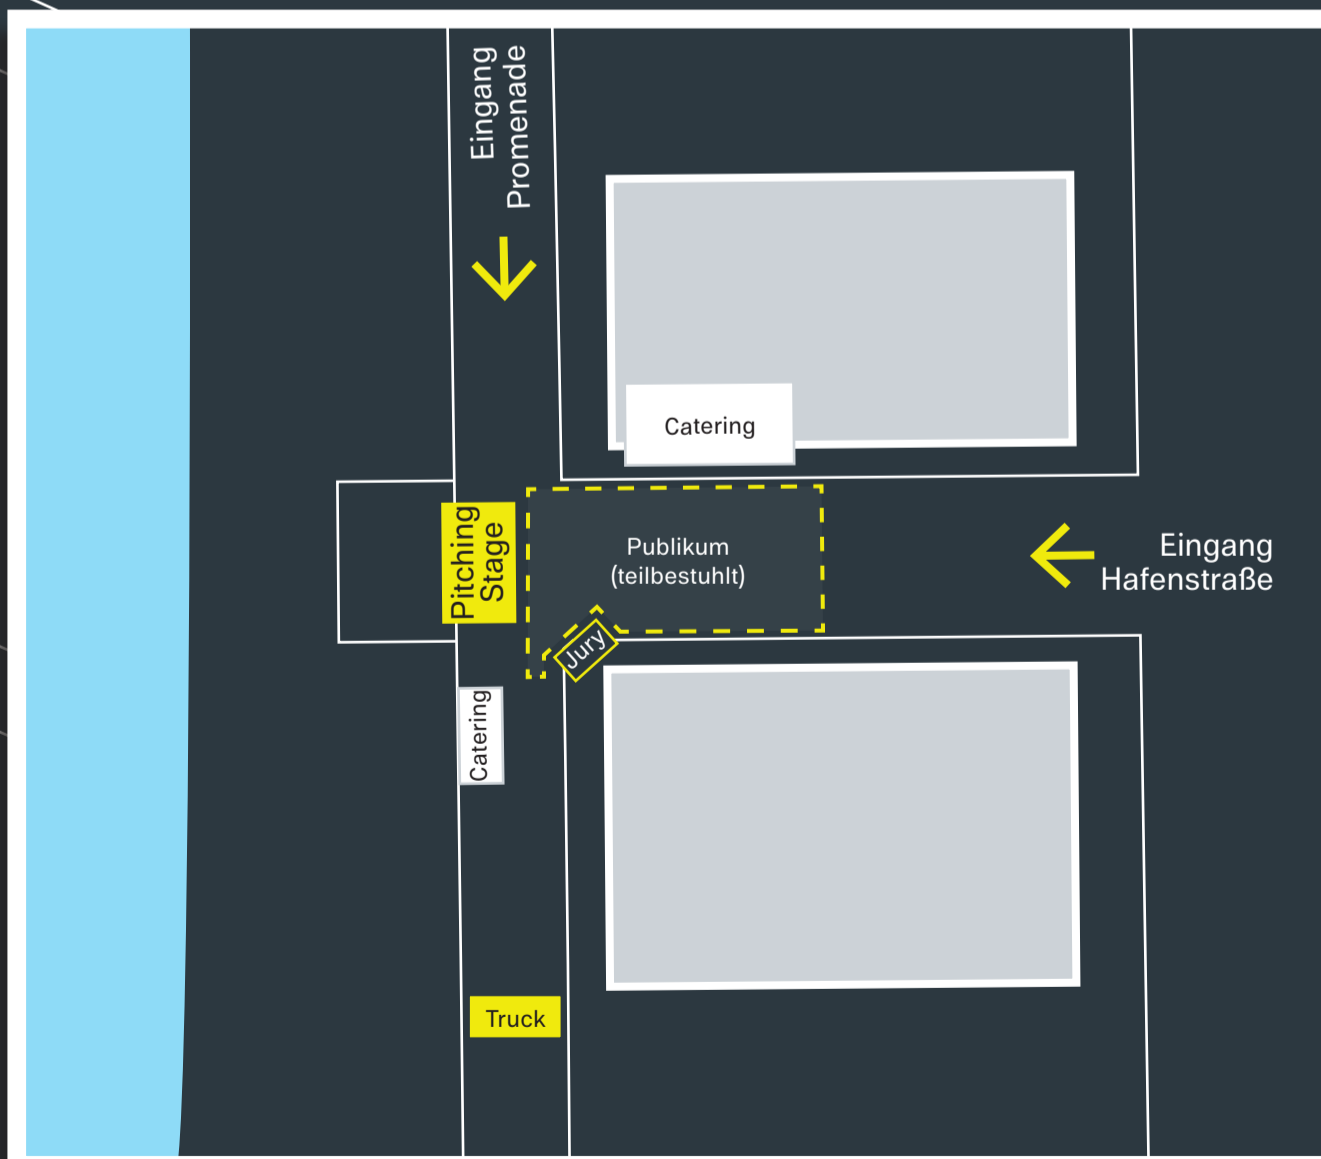 Eingang
Promenade
Catering
Pitching
Stage
Publikum
(teilbestuhlt)
Eingang
Hafenstraße
Jury
Catering
Truck